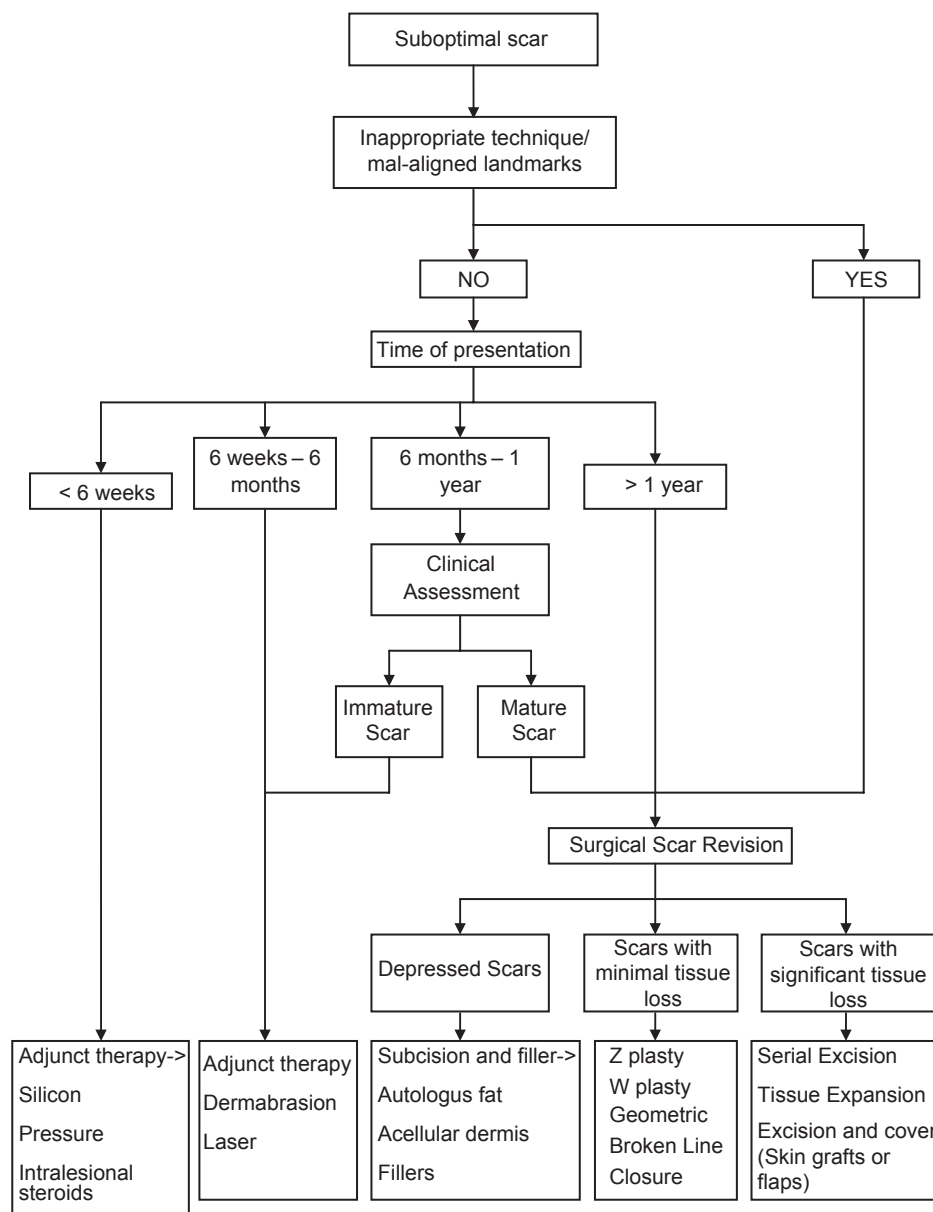 Suboptimal scar
Inappropriate technique/
mal-aligned landmarks
NO
YES
Time of presentation
< 6 weeks
6 weeks – 6
months
6 months – 1
year
> 1 year
Clinical
Assessment
Immature
Scar
Mature
Scar
Surgical Scar Revision
Depressed Scars
Scars with
minimal tissue
loss
Scars with
significant tissue
loss
Adjunct therapy->
Silicon
Pressure
Intralesional
steroids
Adjunct therapy
Dermabrasion
Laser
Subcision and filler->
Autologus fat
Acellular dermis
Fillers
Z plasty
W plasty
Geometric
Broken Line
Closure
Serial Excision
Tissue Expansion
Excision and cover
(Skin grafts or
flaps)